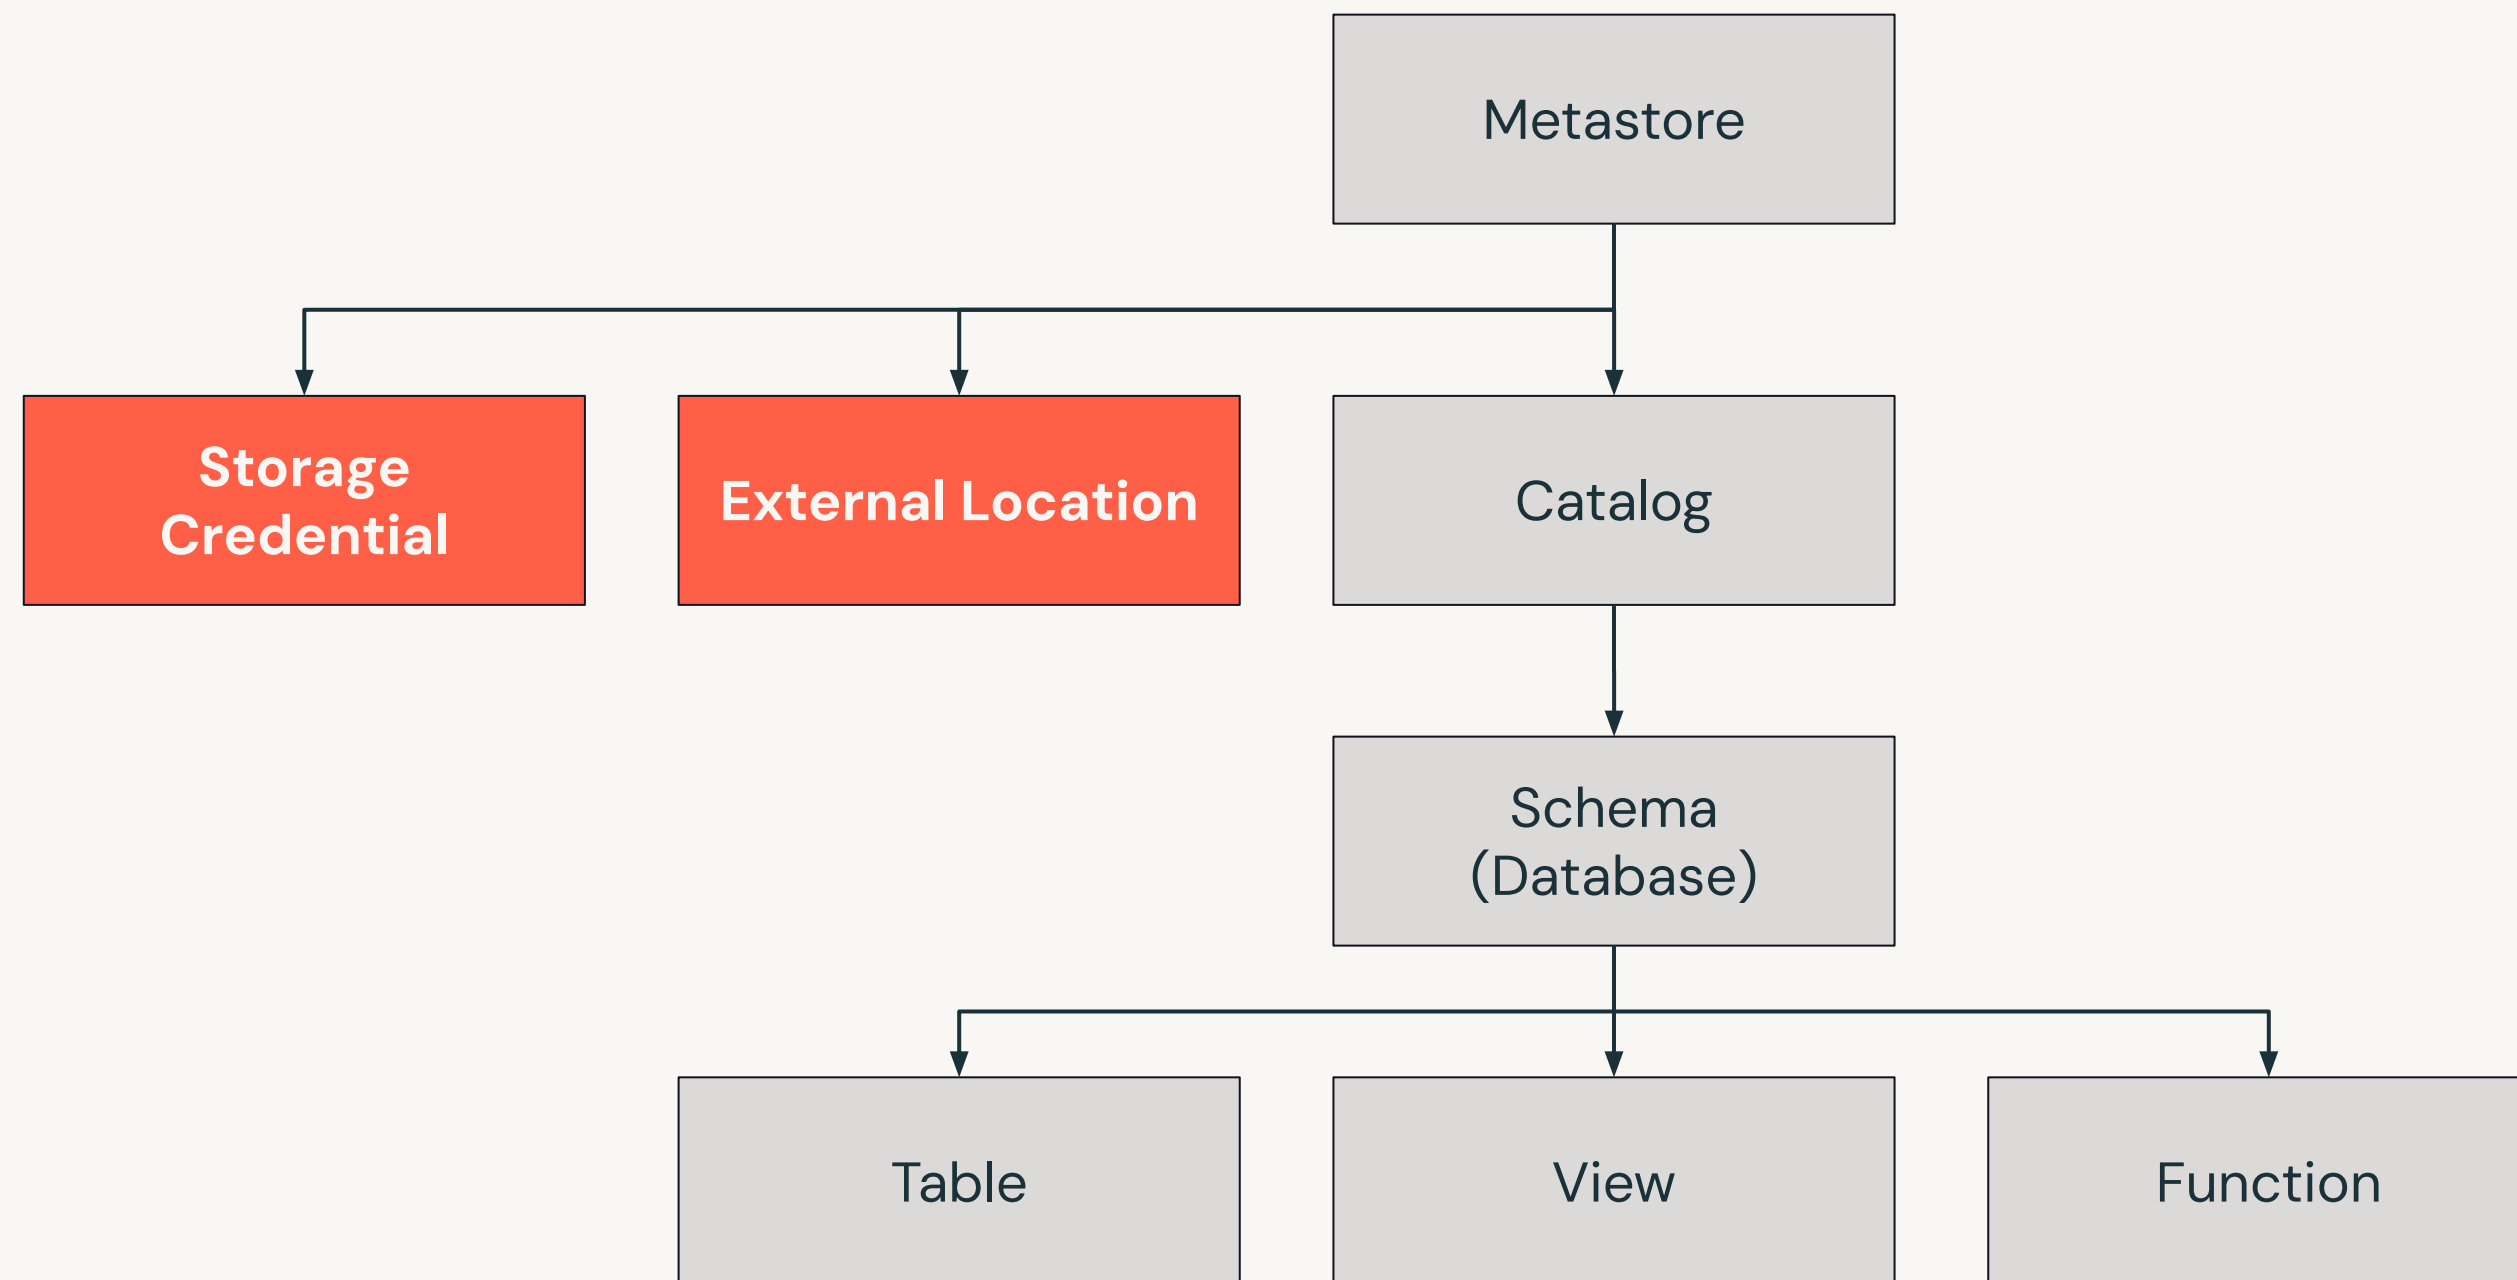 Metastore
Storage
Credential
External Location
Catalog
Schema
(Database)
Table
View
Function